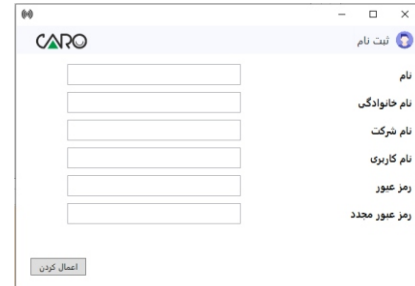 CARO
ثبت نام
نام
نام خانوادگی
نام شرکت
نام کاربری
رمز عبور
رمز عبور مجدد
اعمال کردن